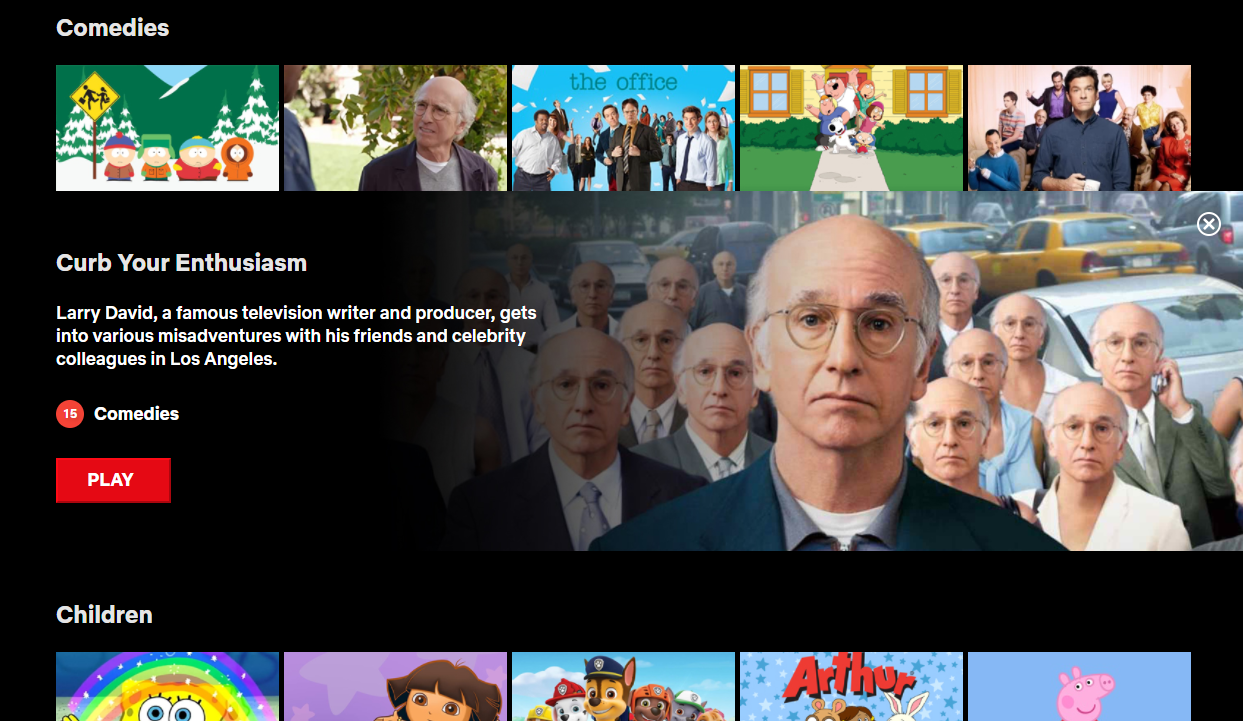 Comedies
the office
Curb Your Enthusiasm
Larry David, a famous television writer and producer, gets
into various misadventures with his friends and celebrity
colleagues in Los Angeles.
15 Comedies
PLAY
Children
Arthur